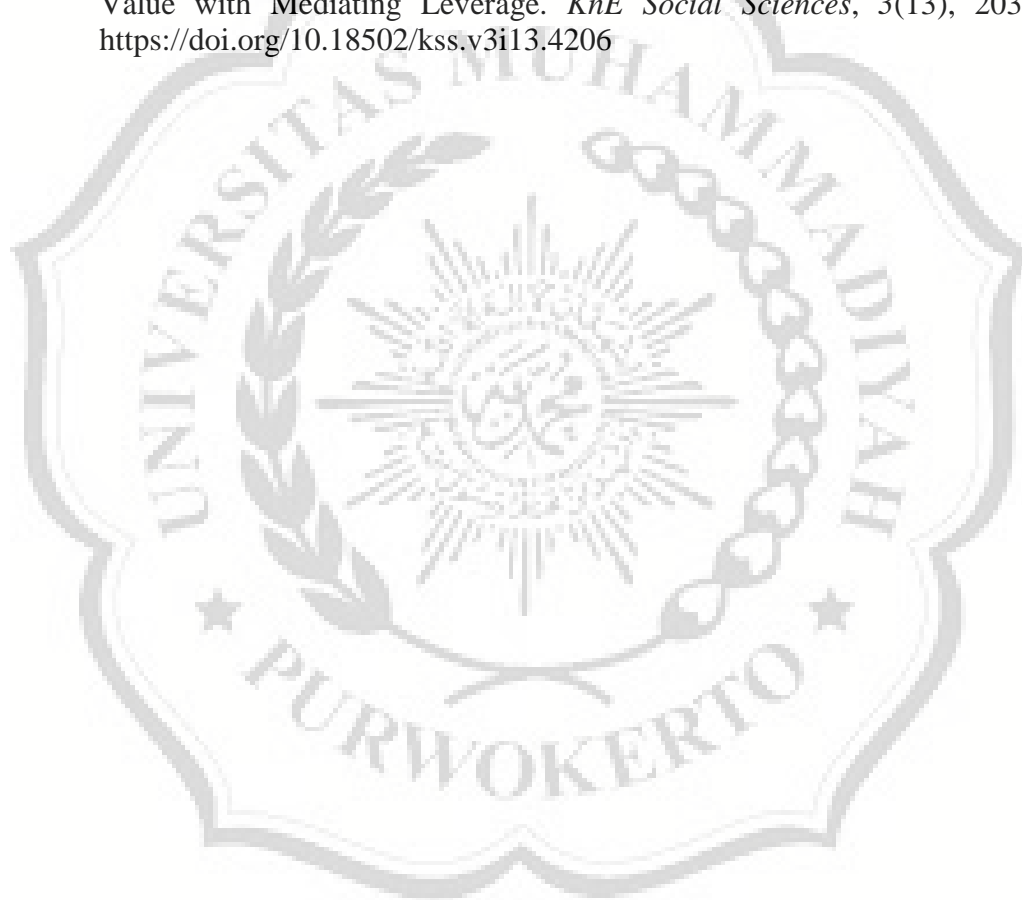 Value with Mediating Leverage. KnE Social Sciences, 3(13), 203
https://doi.org/10.18502/kss.v3i13.4206
UNIVERSITAS MUHAMMADIYAH
PURWOKERTO